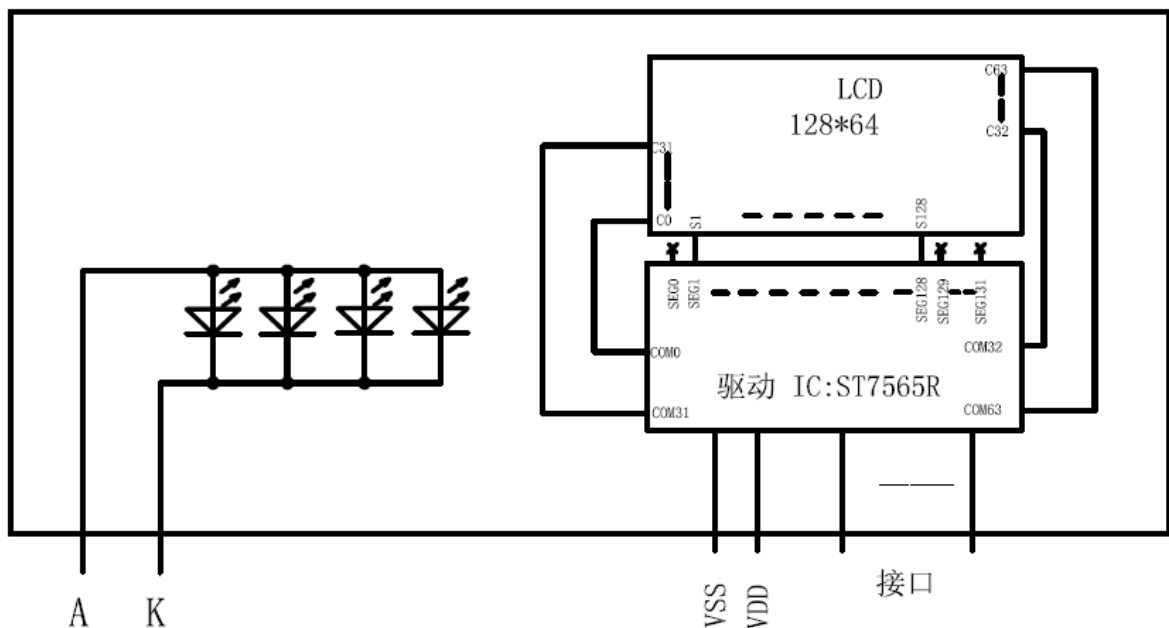 C63
LCD
128*64
C32
C31
C0
S1
S128
SEG0
SEG1
SEG128
SEG129
SEG131
COM0
COM32
驱动 IC:ST7565R
COM31
COM63
接口
VSS
VDD
A
K